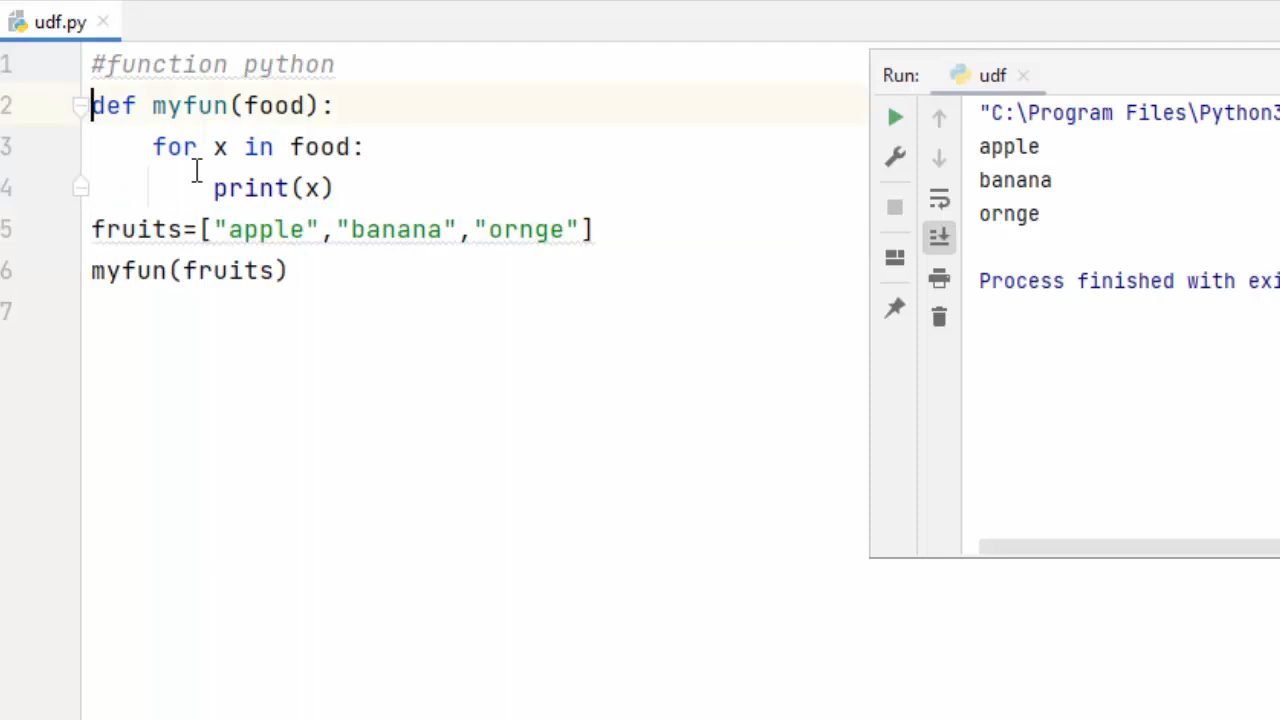 udf.py
1 #function python
2 def myfun(food):
3 for x in food:
4 print(x)
5 fruits=["apple","banana","ornge"]
6 myfun(fruits)
7
Run: udf
"C:\Program Files\Python3
apple
banana
ornge
Process finished with exi